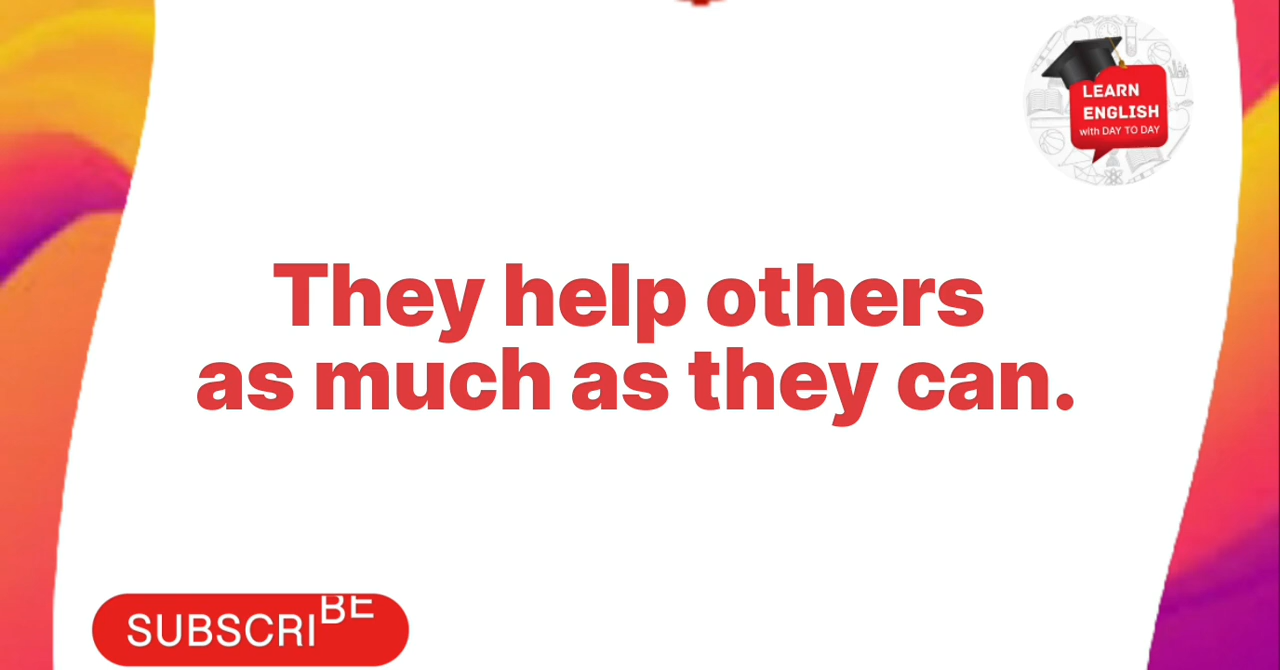 LEARN
ENGLISH
with DAY TO DAY
They help others
as much as they can.
SUBSCRIBE